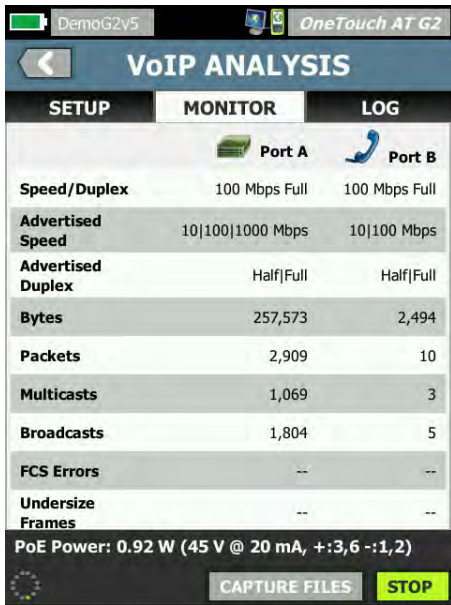 DemoG2v5 OneTouch AT G2
VoIP ANALYSIS
SETUP MONITOR LOG
Port A Port B
Speed/Duplex 100 Mbps Full 100 Mbps Full
Advertised
Speed 10|100|1000 Mbps 10|100 Mbps
Advertised
Duplex Half|Full Half|Full
Bytes 257,573 2,494
Packets 2,909 10
Multicasts 1,069 3
Broadcasts 1,804 5
FCS Errors -- --
Undersize
Frames -- --
PoE Power: 0.92 W (45 V @ 20 mA, +:3,6 -:1,2)
CAPTURE FILES STOP